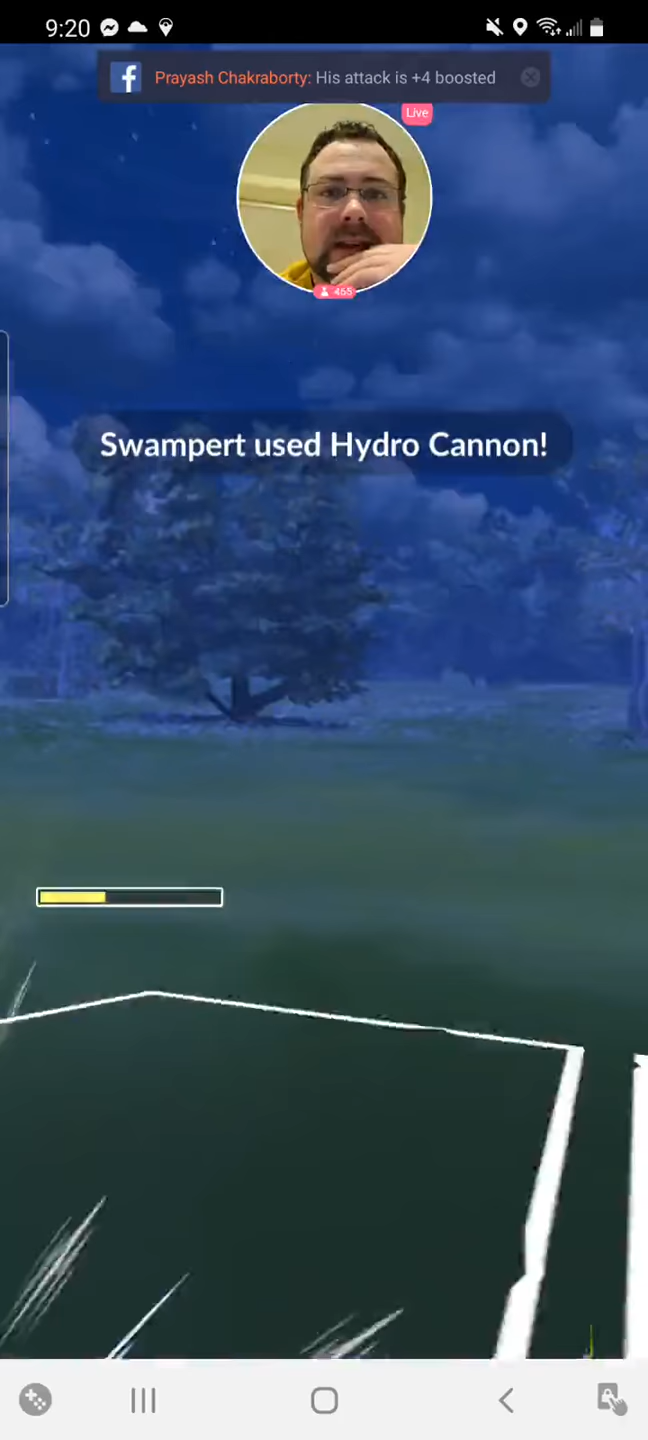 9:20
Prayash Chakraborty: His attack is +4 boosted
Live
465
Swampert used Hydro Cannon!